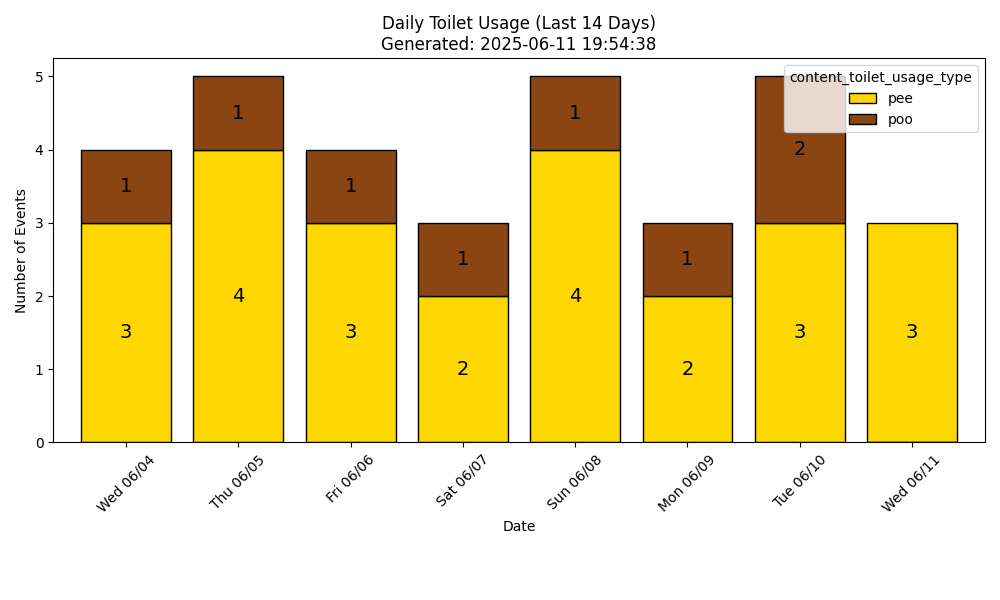 Daily Toilet Usage (Last 14 Days)
Generated: 2025-06-11 19:54:38
content_toilet_usage_type
pee
poo
Number of Events
5
4
3
2
1
0
1
3
1
4
1
3
1
2
1
4
1
2
2
3
3
Wed 06/04
Thu 06/05
Fri 06/06
Sat 06/07
Sun 06/08
Mon 06/09
Tue 06/10
Wed 06/11
Date